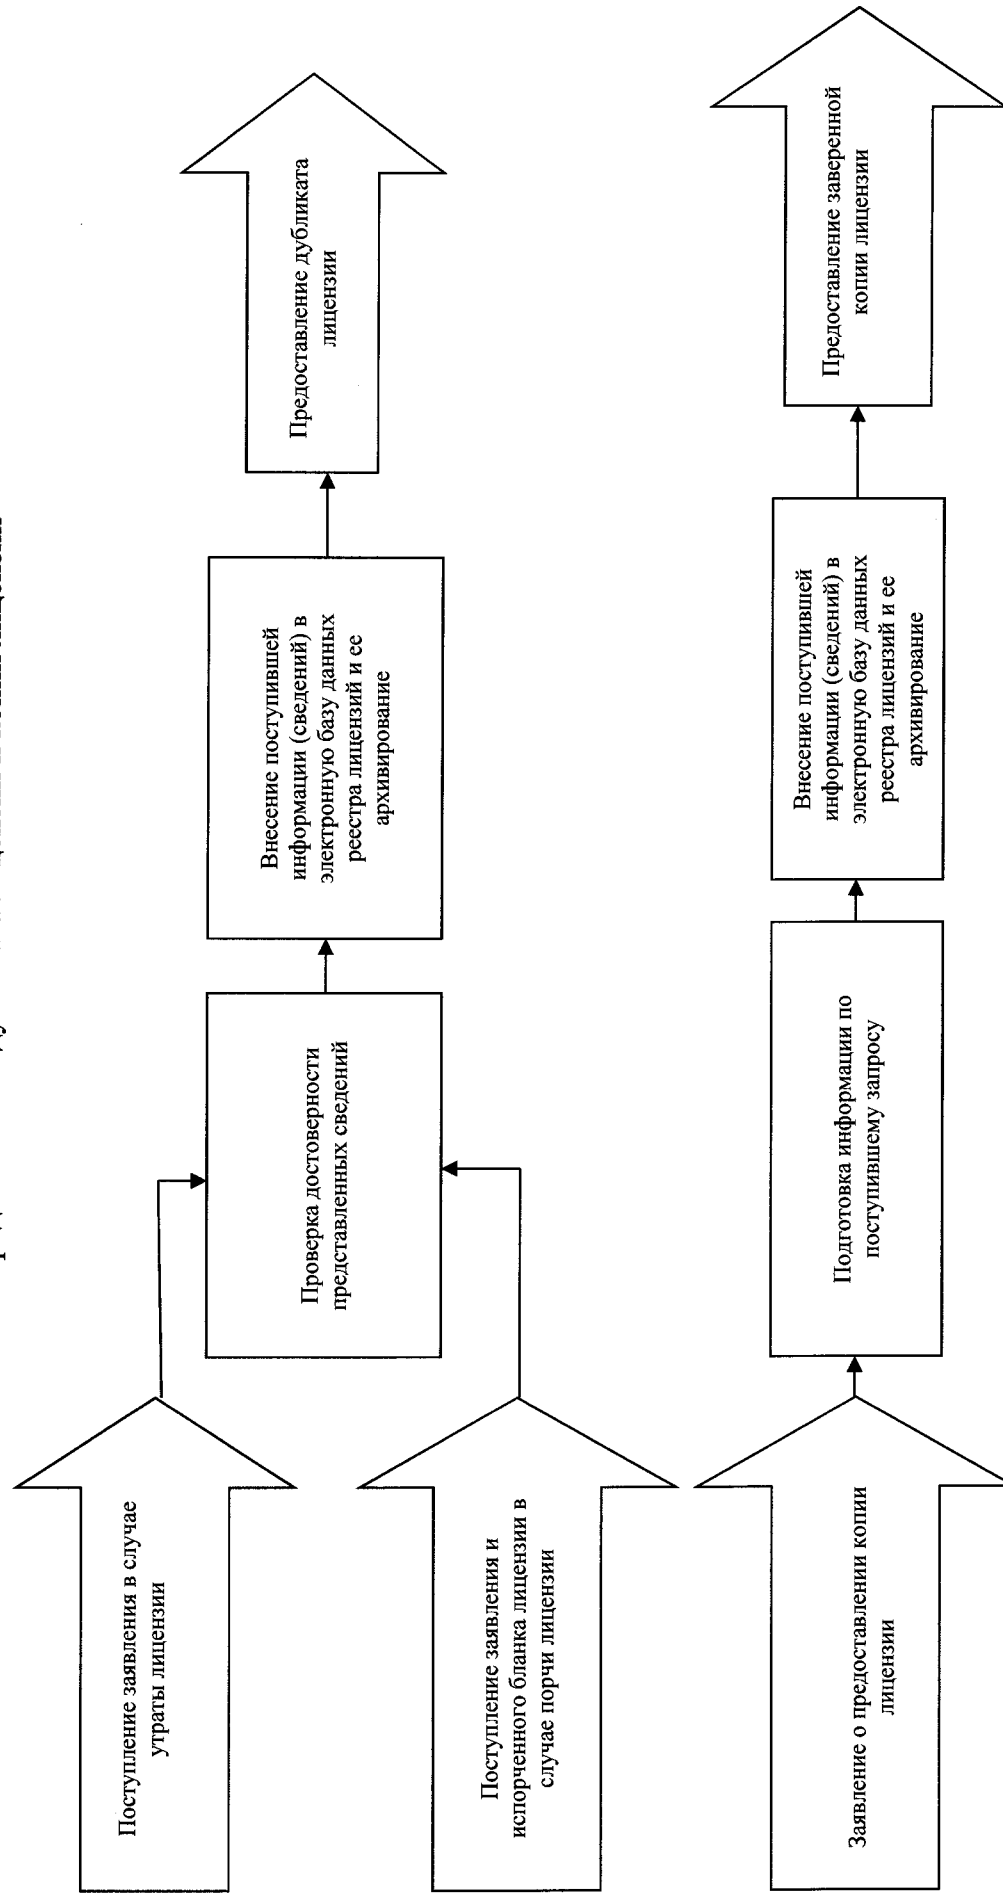 Поступление заявления в случае
утраты лицензии
Поступление заявления и
испорченного бланка лицензии в
случае порчи лицензии
Проверка достоверности
представленных сведений
Внесение поступившей
информации (сведений) в
электронную базу данных
реестра лицензий и ее
архивирование
Предоставление дубликата
лицензии
Заявление о предоставлении копии
лицензии
Подготовка информации по
поступившему запросу
Внесение поступившей
информации (сведений) в
электронную базу данных
реестра лицензий и ее
архивирование
Предоставление заверенной
копии лицензии